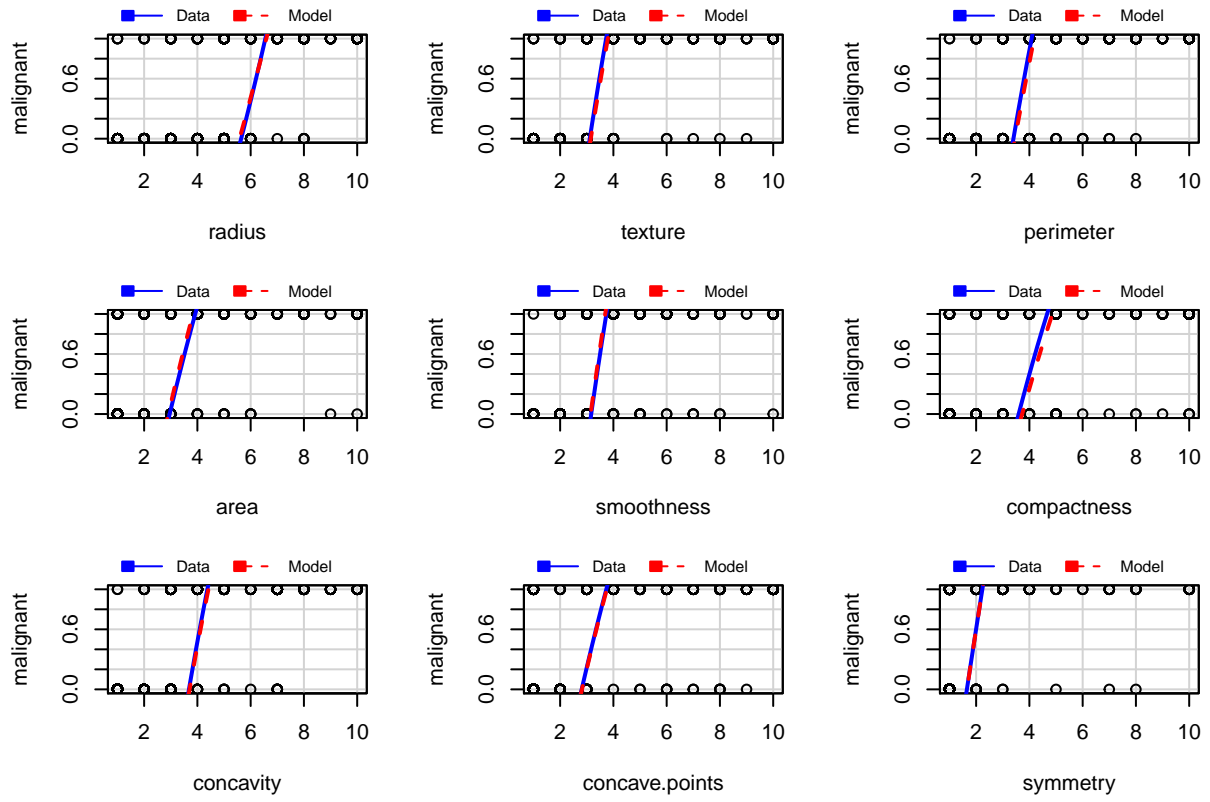 Data Model Data Model Data Model
malignant 0.0 0.6 malignant 0.0 0.6 malignant 0.0 0.6
2 4 6 8 10 2 4 6 8 10 2 4 6 8 10
radius texture perimeter
Data Model Data Model Data Model
malignant 0.0 0.6 malignant 0.0 0.6 malignant 0.0 0.6
2 4 6 8 10 2 4 6 8 10 2 4 6 8 10
area smoothness compactness
Data Model Data Model Data Model
malignant 0.0 0.6 malignant 0.0 0.6 malignant 0.0 0.6
2 4 6 8 10 2 4 6 8 10 2 4 6 8 10
concavity concave.points symmetry